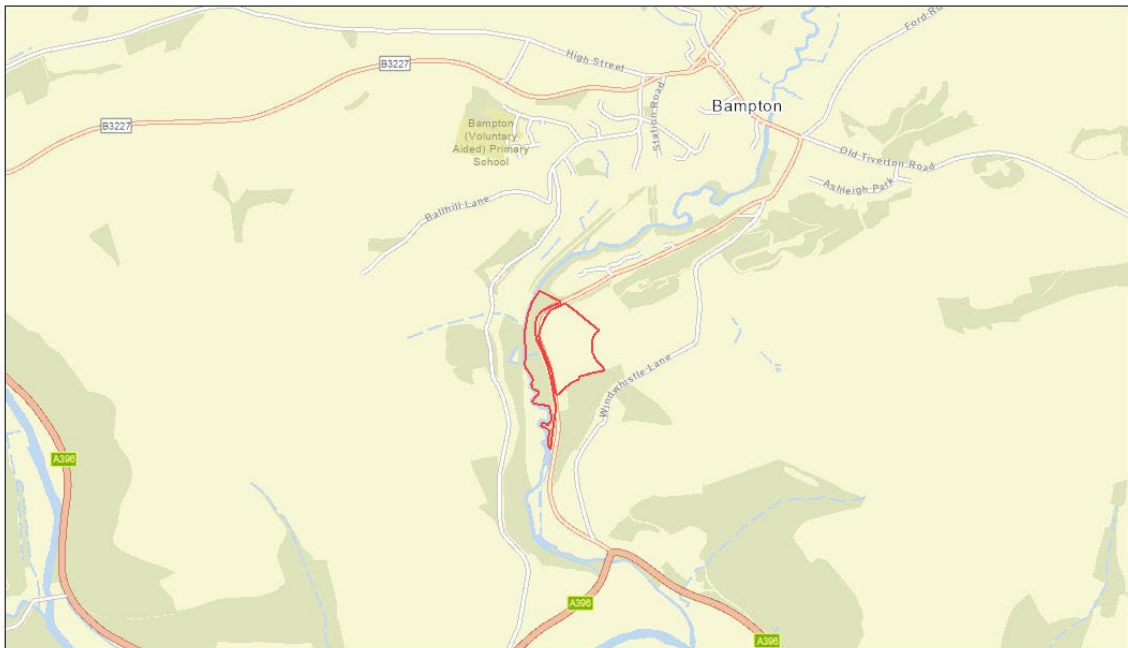 Ford Road
High Street
B3227
Bampton
B3227
Station Road
Bampton
(Voluntary
Aided) Primary
School
Old Tiverton Road
Ashleigh Park
Ballhill Lane
Windwhistle Lane
A396
A396
A396